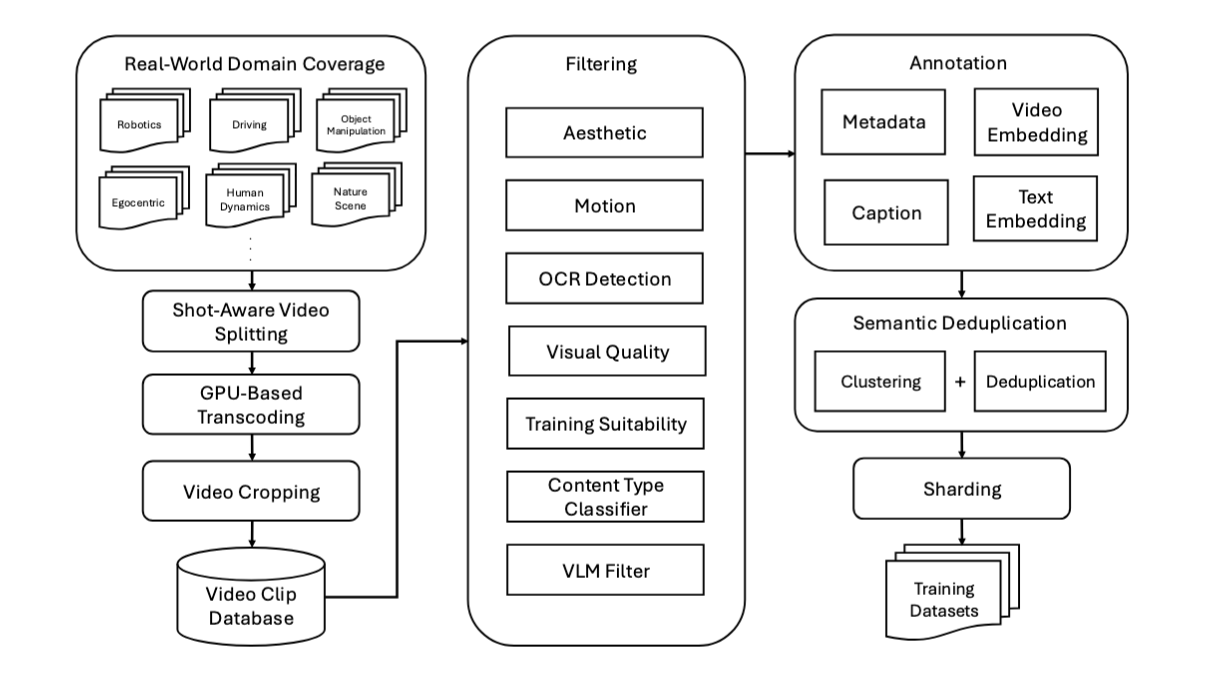 Real-World Domain Coverage
Robotics
Driving
Object
Manipulation
Egocentric
Human
Dynamics
Nature
Scene
Shot-Aware Video
Splitting
GPU-Based
Transcoding
Video Cropping
Video Clip
Database
Filtering
Aesthetic
Motion
OCR Detection
Visual Quality
Training Suitability
Content Type
Classifier
VLM Filter
Annotation
Metadata
Video
Embedding
Caption
Text
Embedding
Semantic Deduplication
Clustering
+
Deduplication
Sharding
Training
Datasets